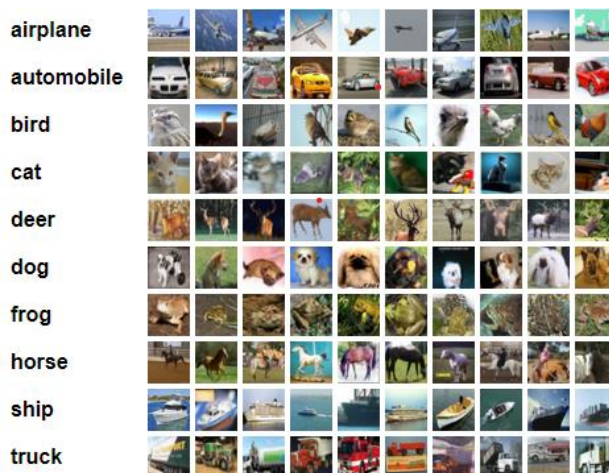 airplane
automobile
bird
cat
deer
dog
frog
horse
ship
truck